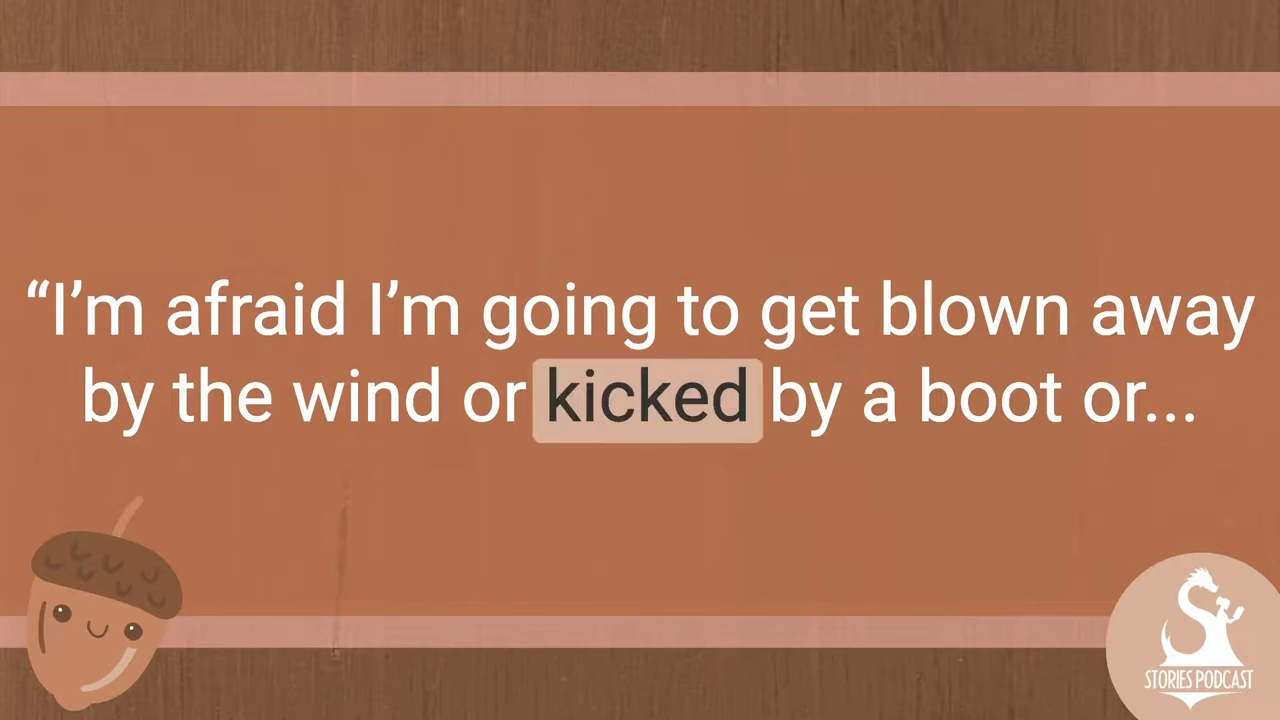 “I’m afraid I’m going to get blown away
by the wind or kicked by a boot or...
STORIES PODCAST